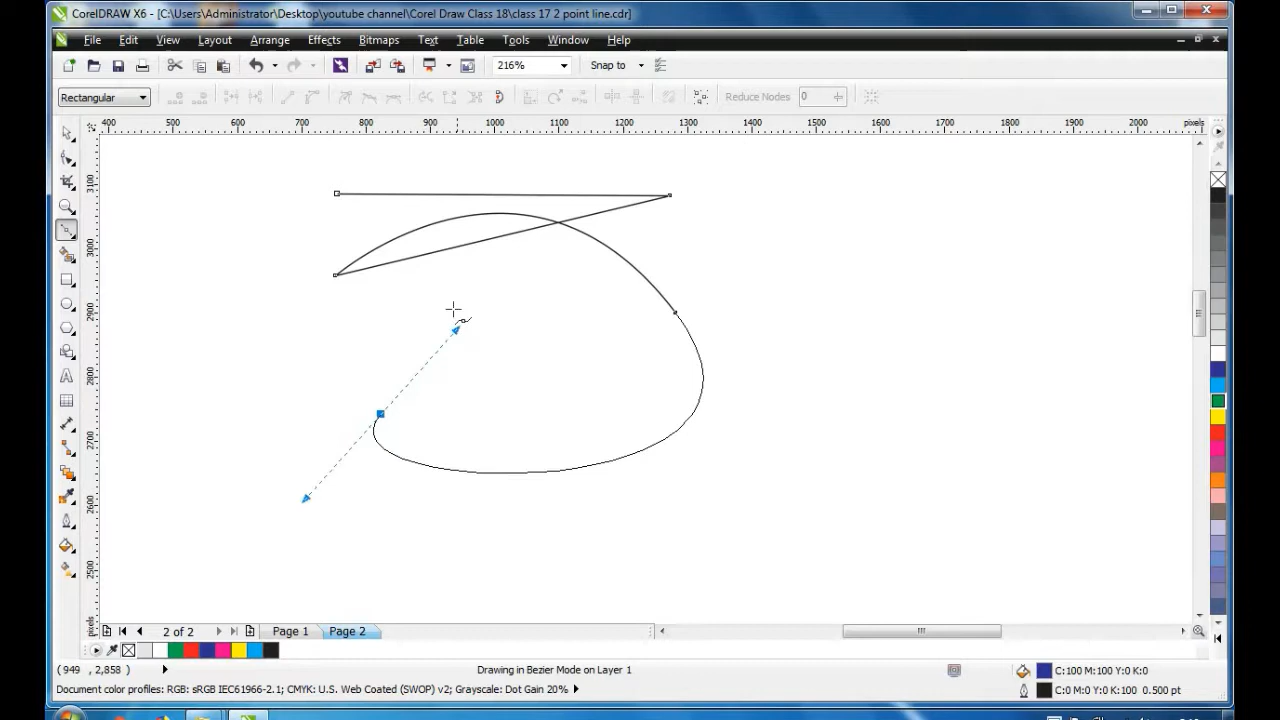 CorelDRAW X6 - [C:\Users\Administrator\Desktop\youtube channel\Corel Draw Class 18\class 17 2 point line.cdr]
File Edit View Layout Arrange Effects Bitmaps Text Table Tools Window Help
216% Snap to
Rectangular Reduce Nodes 0
400 500 600 700 800 900 1000 1100 1200 1300 1400 1500 1600 1700 1800 1900 2000 pixels
3100
3000
2900
2800
2700
2600
2500
pixels
2 of 2 Page 1 Page 2
( 949 , 2,858 ) Drawing in Bezier Mode on Layer 1 C:100 M:100 Y:0 K:0
Document color profiles: RGB: sRGB IEC61966-2.1; CMYK: U.S. Web Coated (SWOP) v2; Grayscale: Dot Gain 20% C:0 M:0 Y:0 K:100 0.500 pt